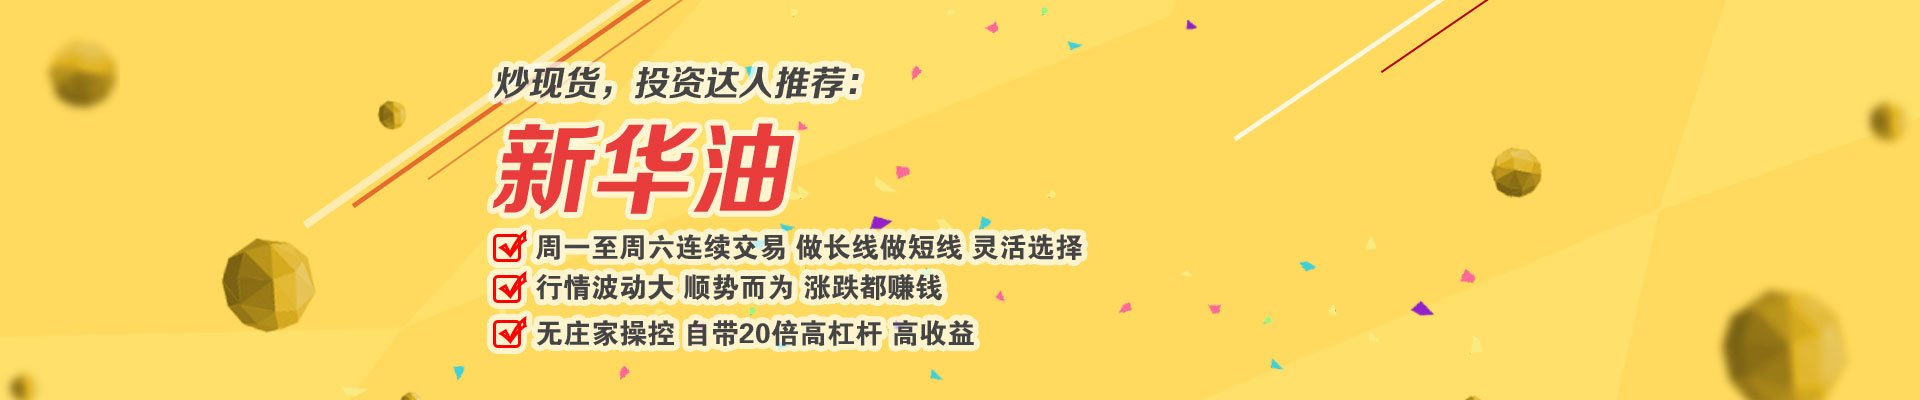 炒现货，投资达人推荐：
新华油
周一至周六连续交易 做长线做短线 灵活选择
行情波动大 顺势而为 涨跌都赚钱
无庄家操控 自带20倍高杠杆 高收益